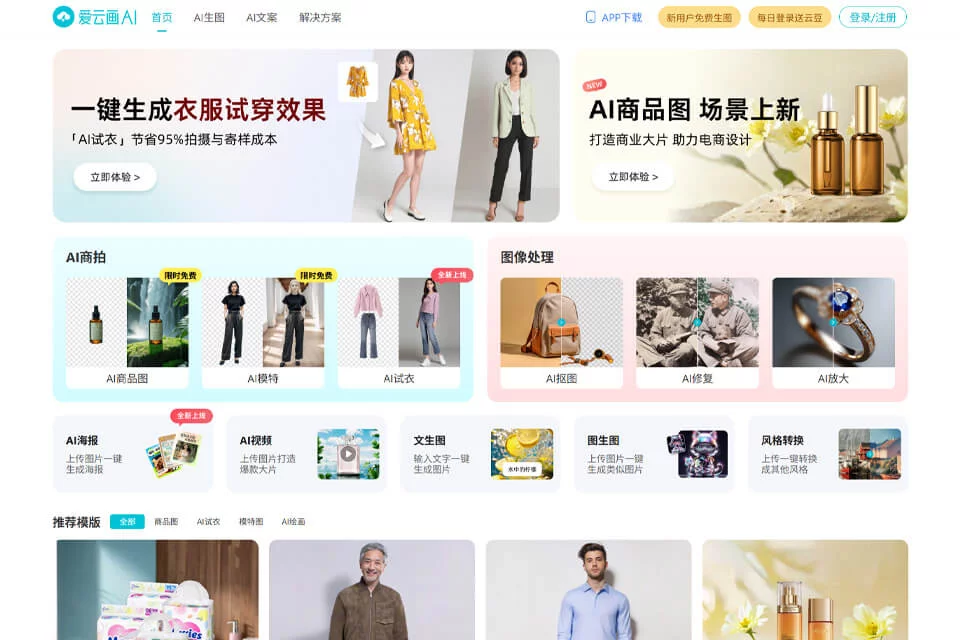 爱云画AI
首页
AI生图
AI文案
解决方案
APP下载
新用户免费生图
每日登录送云豆
登录/注册
一键生成衣服试穿效果
「AI试衣」节省95%拍摄与寄样成本
立即体验 >
NEW
AI商品图 场景上新
打造商业大片 助力电商设计
立即体验 >
AI商拍
限时免费
限时免费
全新上线
AI商品图
AI模特
AI试衣
图像处理
AI抠图
AI修复
AI放大
全新上线
AI海报
上传图片一键
生成海报
AI视频
上传图片打造
爆款大片
文生图
输入文字一键
生成图片
水中的柠檬
图生图
上传图片一键
生成类似图片
风格转换
上传一键转换
成其他风格
推荐模版
全部
商品图
AI试衣
模特图
AI绘画